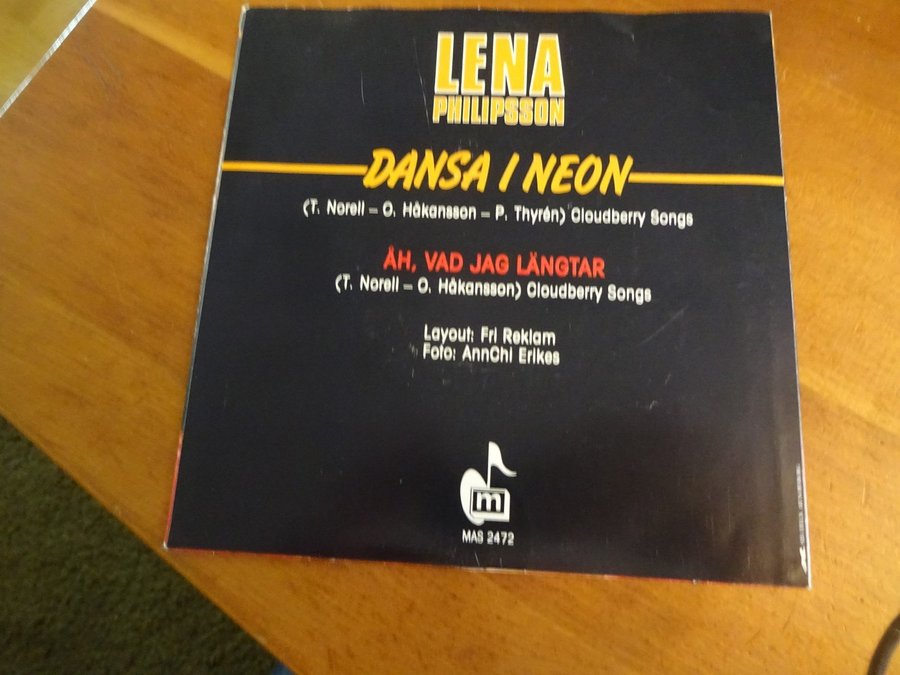 LENA
PHILIPSSON
DANSA I NEON
(T. Norell – O. Håkansson – P. Thyrén) Cloudberry Songs
ÅH, VAD JAG LÄNGTAR
(T. Norell – O. Håkansson) Cloudberry Songs
Layout: Fri Reklam
Foto: AnnChi Erikes
m
MAS 2472